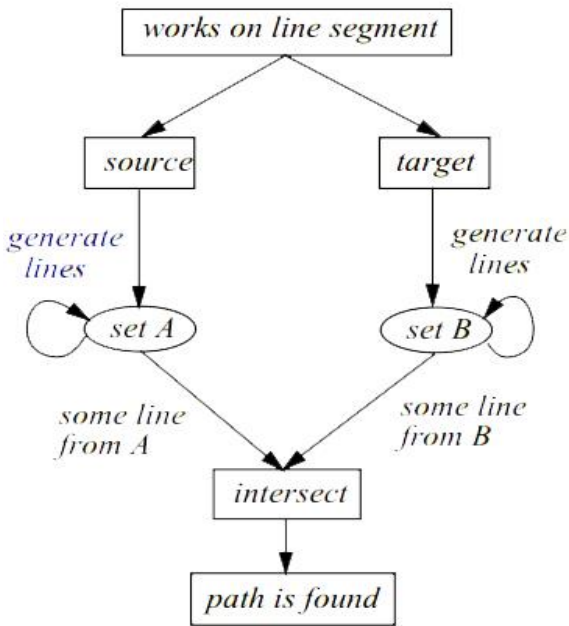 works on line segment
source
target
generate
lines
generate
lines
set A
set B
some line
from A
some line
from B
intersect
path is found